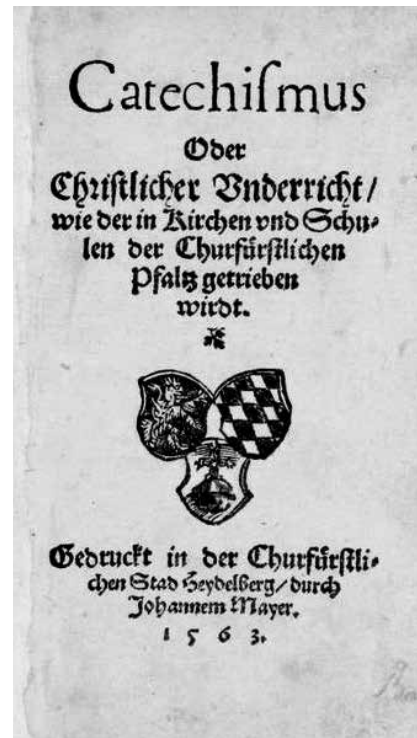 Catechiſmus
Oder
Chriſtlicher Vnderricht/
wie der in Kirchen vnd Schu⸗
len der Churfürſtlichen
Pfaltz getrieben
wirdt.
Gedruckt in der Churfürſtli⸗
chen Stad Heydelberg/ durch
Johannem Mayer.
1 5 6 3.